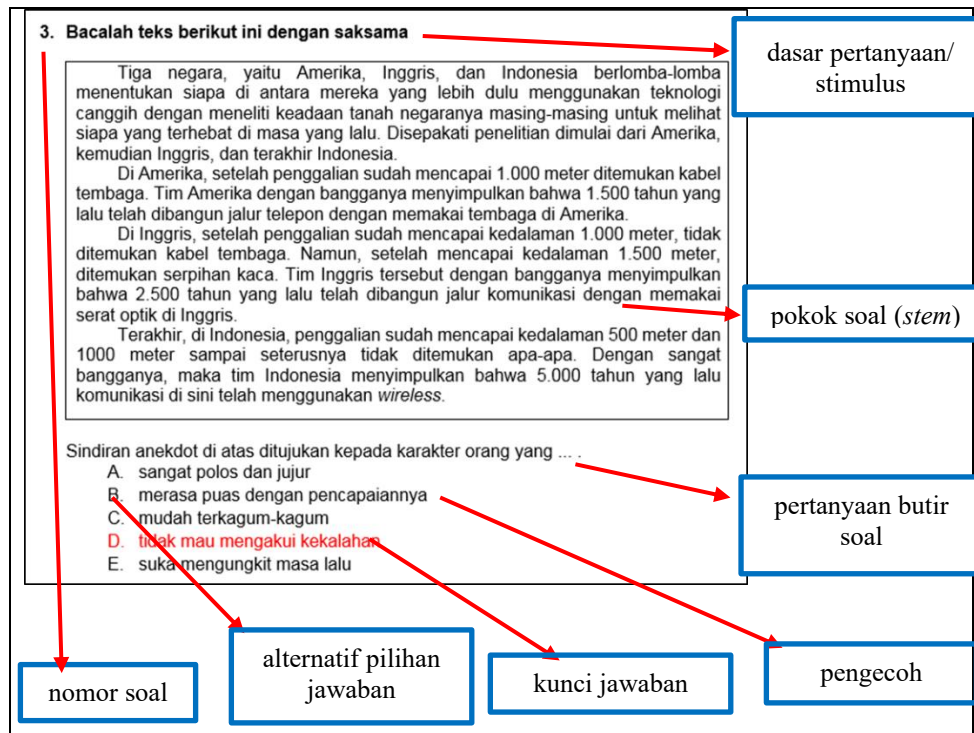 3. Bacalah teks berikut ini dengan saksama
dasar pertanyaan/
stimulus
Tiga negara, yaitu Amerika, Inggris, dan Indonesia berlomba-lomba
menentukan siapa di antara mereka yang lebih dulu menggunakan teknologi
canggih dengan meneliti keadaan tanah negaranya masing-masing untuk melihat
siapa yang terhebat di masa yang lalu. Disepakati penelitian dimulai dari Amerika,
kemudian Inggris, dan terakhir Indonesia.
Di Amerika, setelah penggalian sudah mencapai 1.000 meter ditemukan kabel
tembaga. Tim Amerika dengan bangganya menyimpulkan bahwa 1.500 tahun yang
lalu telah dibangun jalur telepon dengan memakai tembaga di Amerika.
Di Inggris, setelah penggalian sudah mencapai kedalaman 1.000 meter, tidak
ditemukan kabel tembaga. Namun, setelah mencapai kedalaman 1.500 meter,
ditemukan serpihan kaca. Tim Inggris tersebut dengan bangganya menyimpulkan
bahwa 2.500 tahun yang lalu telah dibangun jalur komunikasi dengan memakai
serat optik di Inggris.
pokok soal (stem)
Terakhir, di Indonesia, penggalian sudah mencapai kedalaman 500 meter dan
1000 meter sampai seterusnya tidak ditemukan apa-apa. Dengan sangat
bangganya, maka tim Indonesia menyimpulkan bahwa 5.000 tahun yang lalu
komunikasi di sini telah menggunakan wireless.
Sindiran anekdot di atas ditujukan kepada karakter orang yang ... .
A. sangat polos dan jujur
B. merasa puas dengan pencapaiannya
C. mudah terkagum-kagum
D. tidak mau mengakui kekalahan
E. suka mengungkit masa lalu
pertanyaan butir
soal
nomor soal
alternatif pilihan
jawaban
kunci jawaban
pengecoh